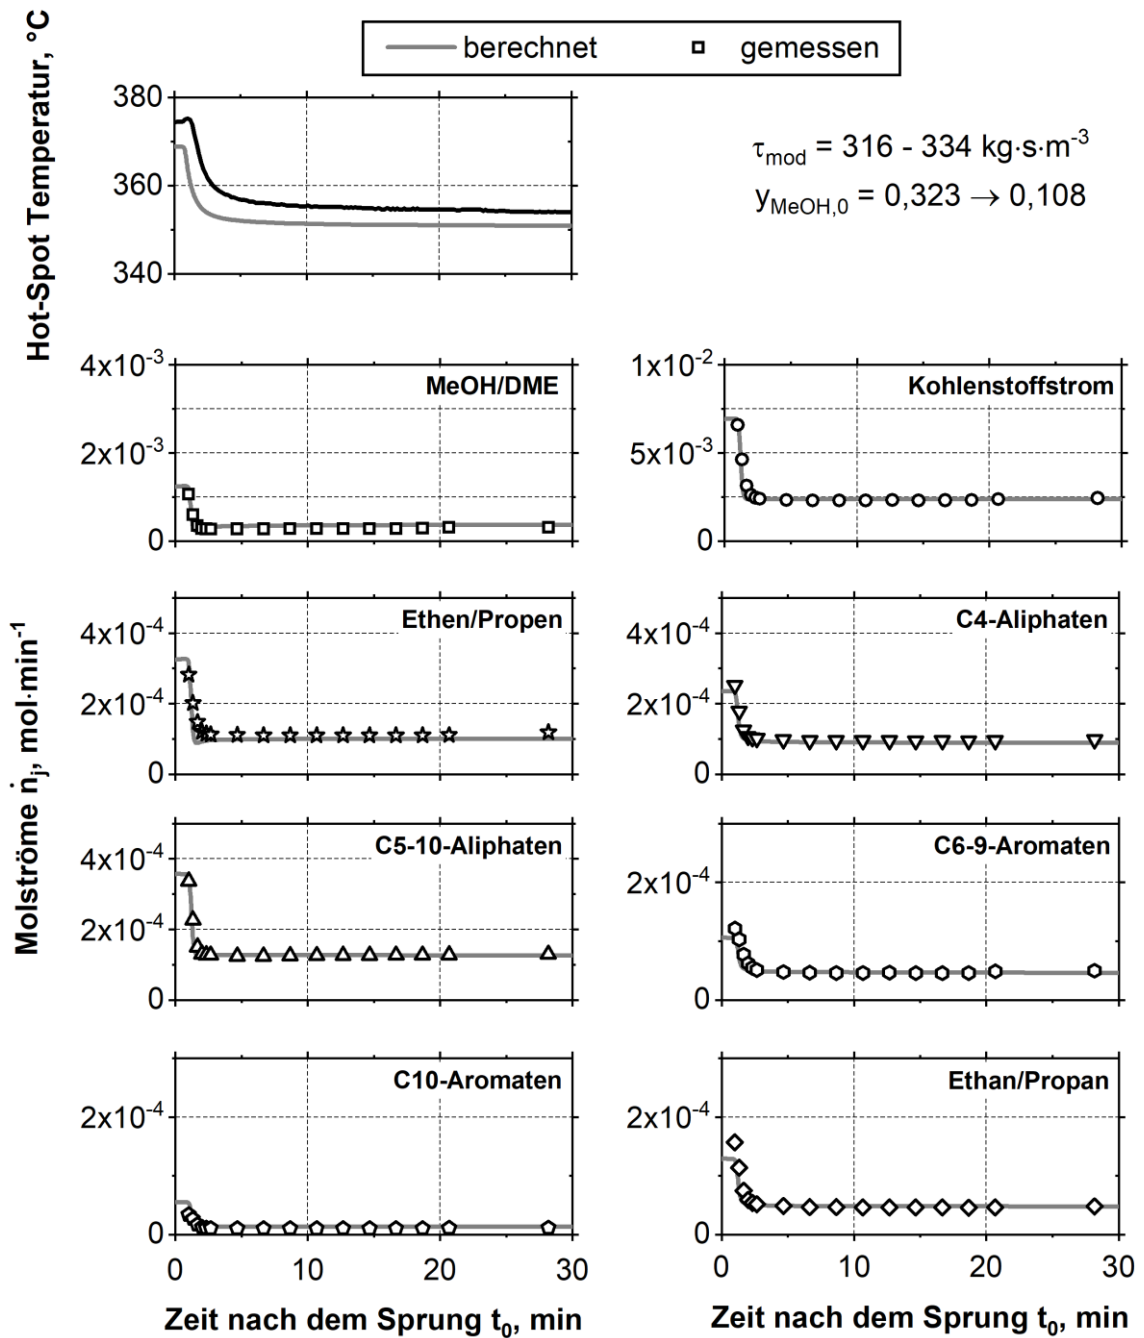 berechnet gemessen
Hot-Spot Temperatur, °C
380
360
340
τmod = 316 - 334 kg·s·m⁻³
yMeOH,0 = 0,323 → 0,108
Molströme ṅj, mol·min⁻¹
MeOH/DME
4x10⁻³
2x10⁻³
0
Kohlenstoffstrom
1x10⁻²
5x10⁻³
0
Ethen/Propen
4x10⁻⁴
2x10⁻⁴
0
C4-Aliphaten
4x10⁻⁴
2x10⁻⁴
0
C5-10-Aliphaten
4x10⁻⁴
2x10⁻⁴
0
C6-9-Aromaten
2x10⁻⁴
0
C10-Aromaten
2x10⁻⁴
0
0 10 20 30
Zeit nach dem Sprung t₀, min
Ethan/Propan
2x10⁻⁴
0
0 10 20 30
Zeit nach dem Sprung t₀, min